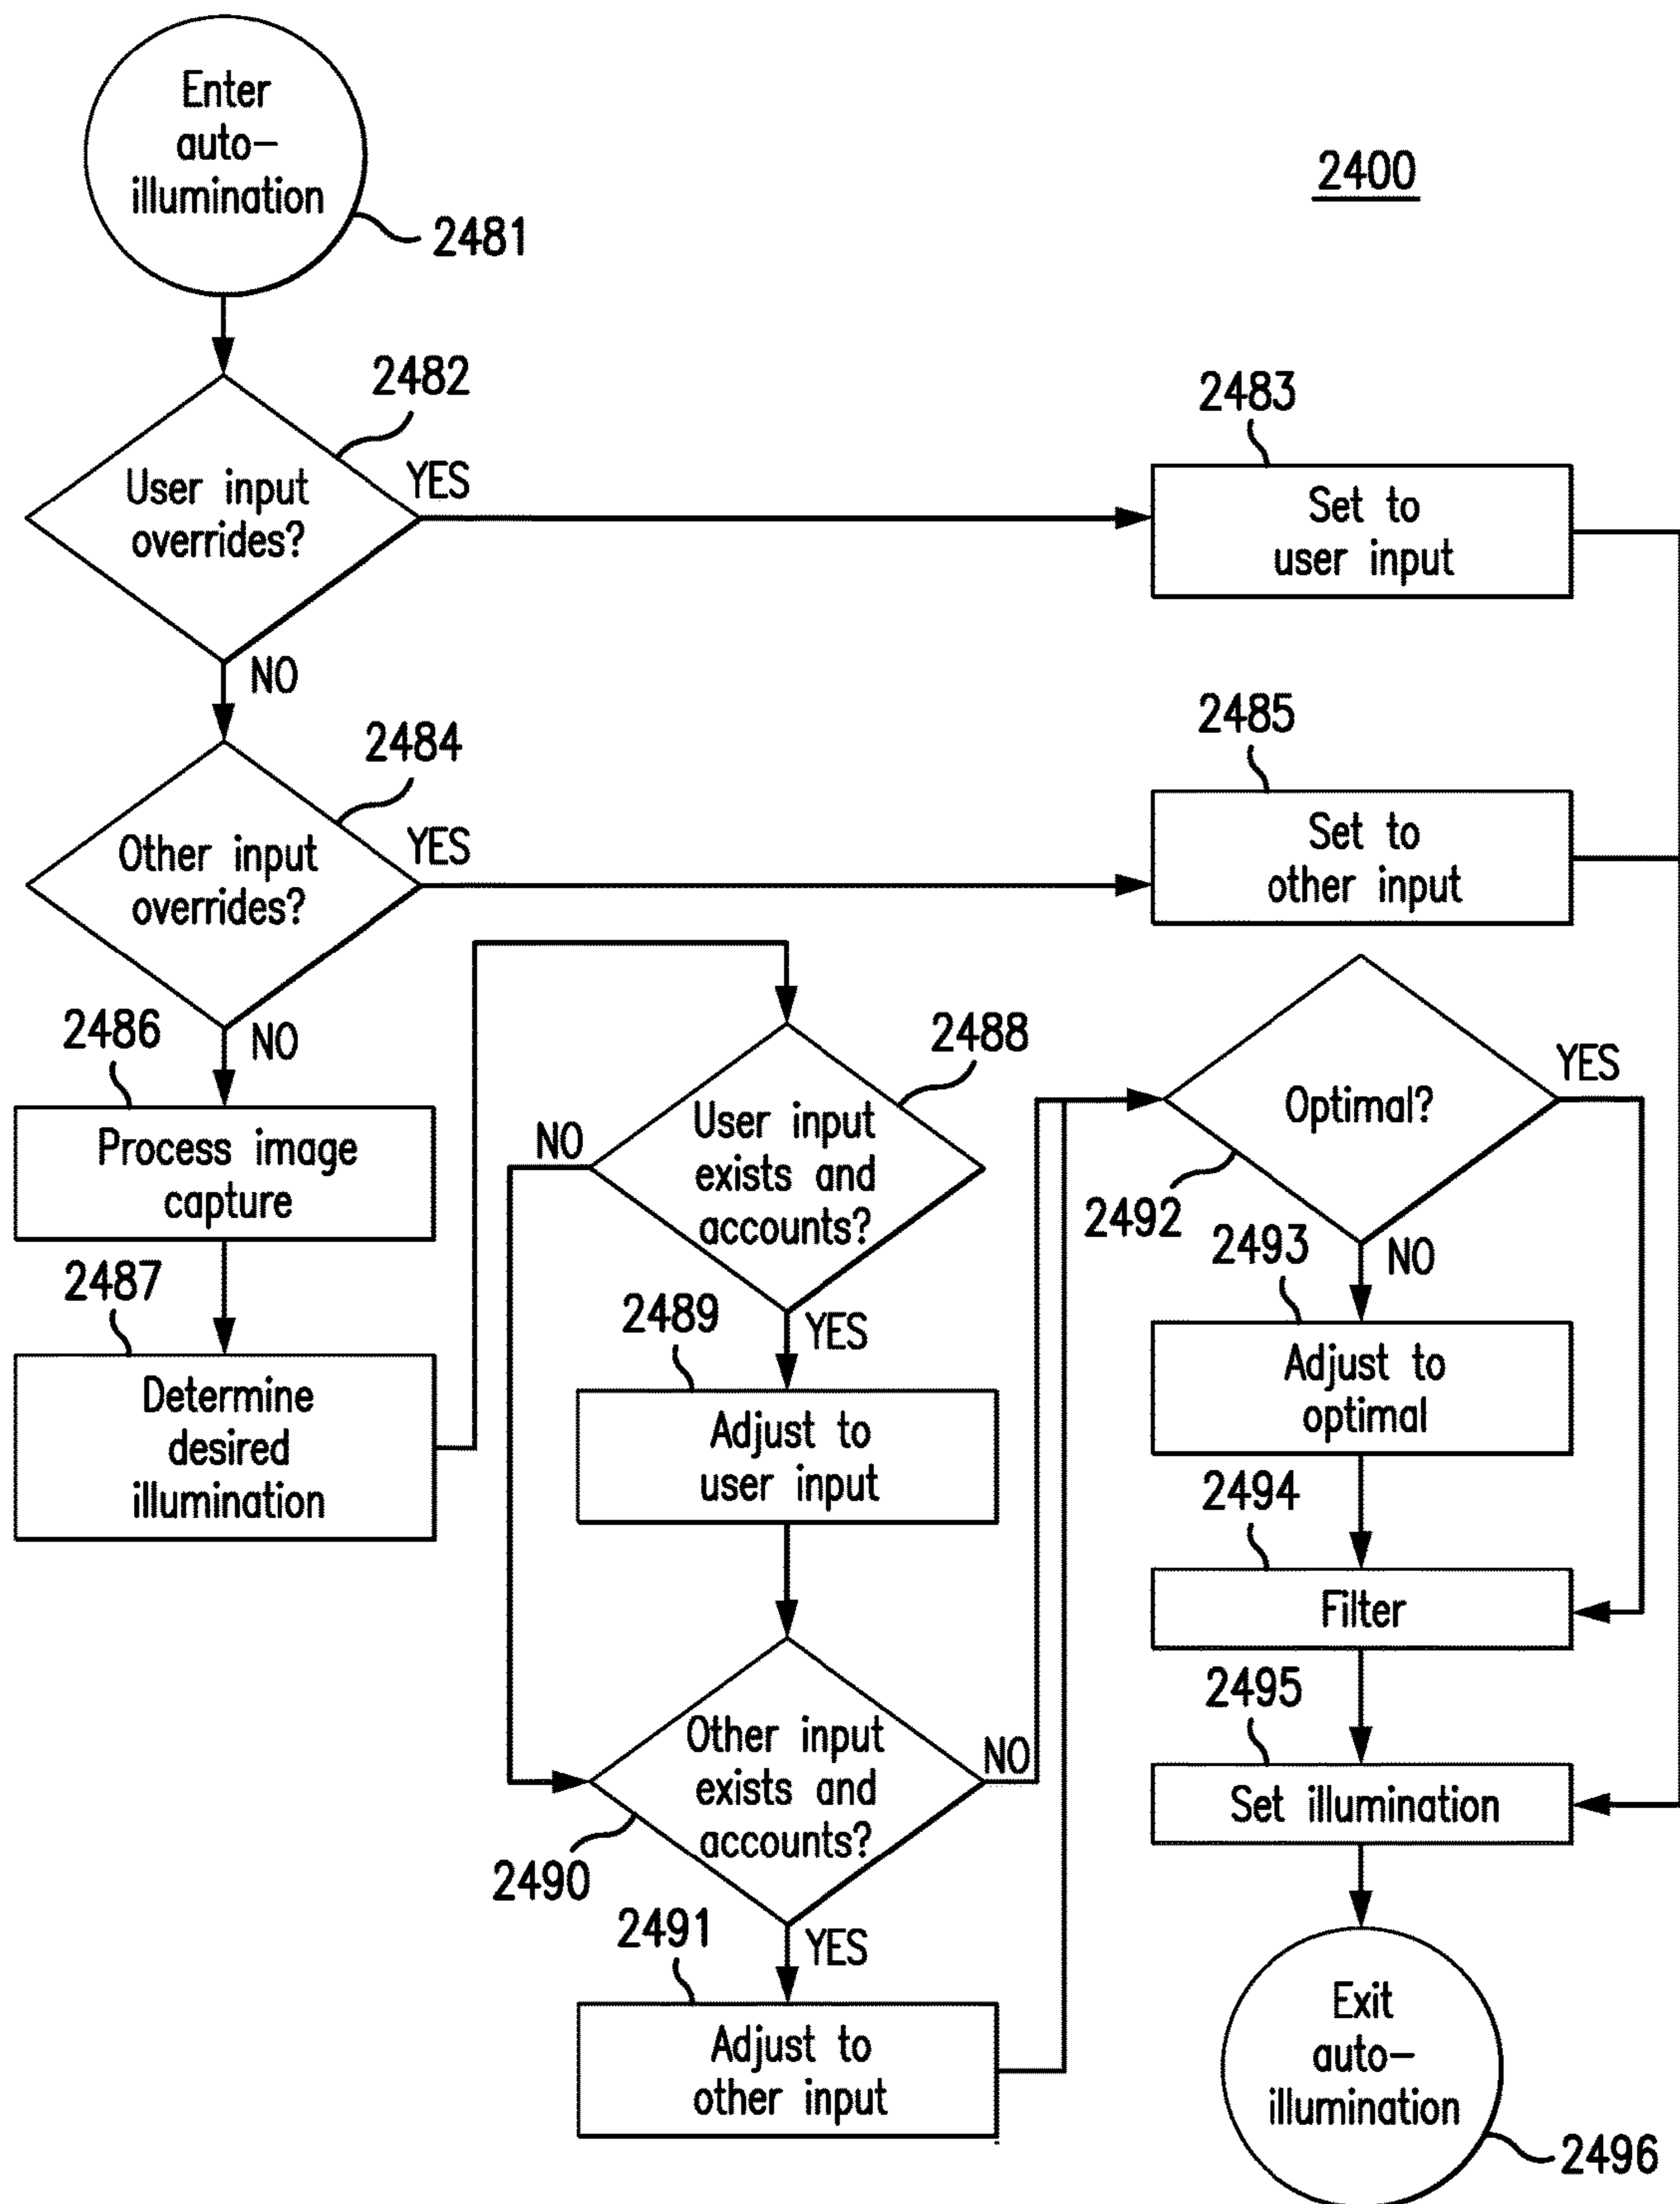 Enter
auto-
illumination
2481
2400
2482
User input
overrides?
YES
NO
2483
Set to
user input
2484
Other input
overrides?
YES
NO
2485
Set to
other input
2486
Process image
capture
2487
Determine
desired
illumination
2488
User input
exists and
accounts?
NO
YES
2489
Adjust to
user input
Other input
exists and
accounts?
2490
NO
YES
2491
Adjust to
other input
Optimal?
2492
YES
NO
2493
Adjust to
optimal
2494
Filter
2495
Set illumination
Exit
auto-
illumination
2496